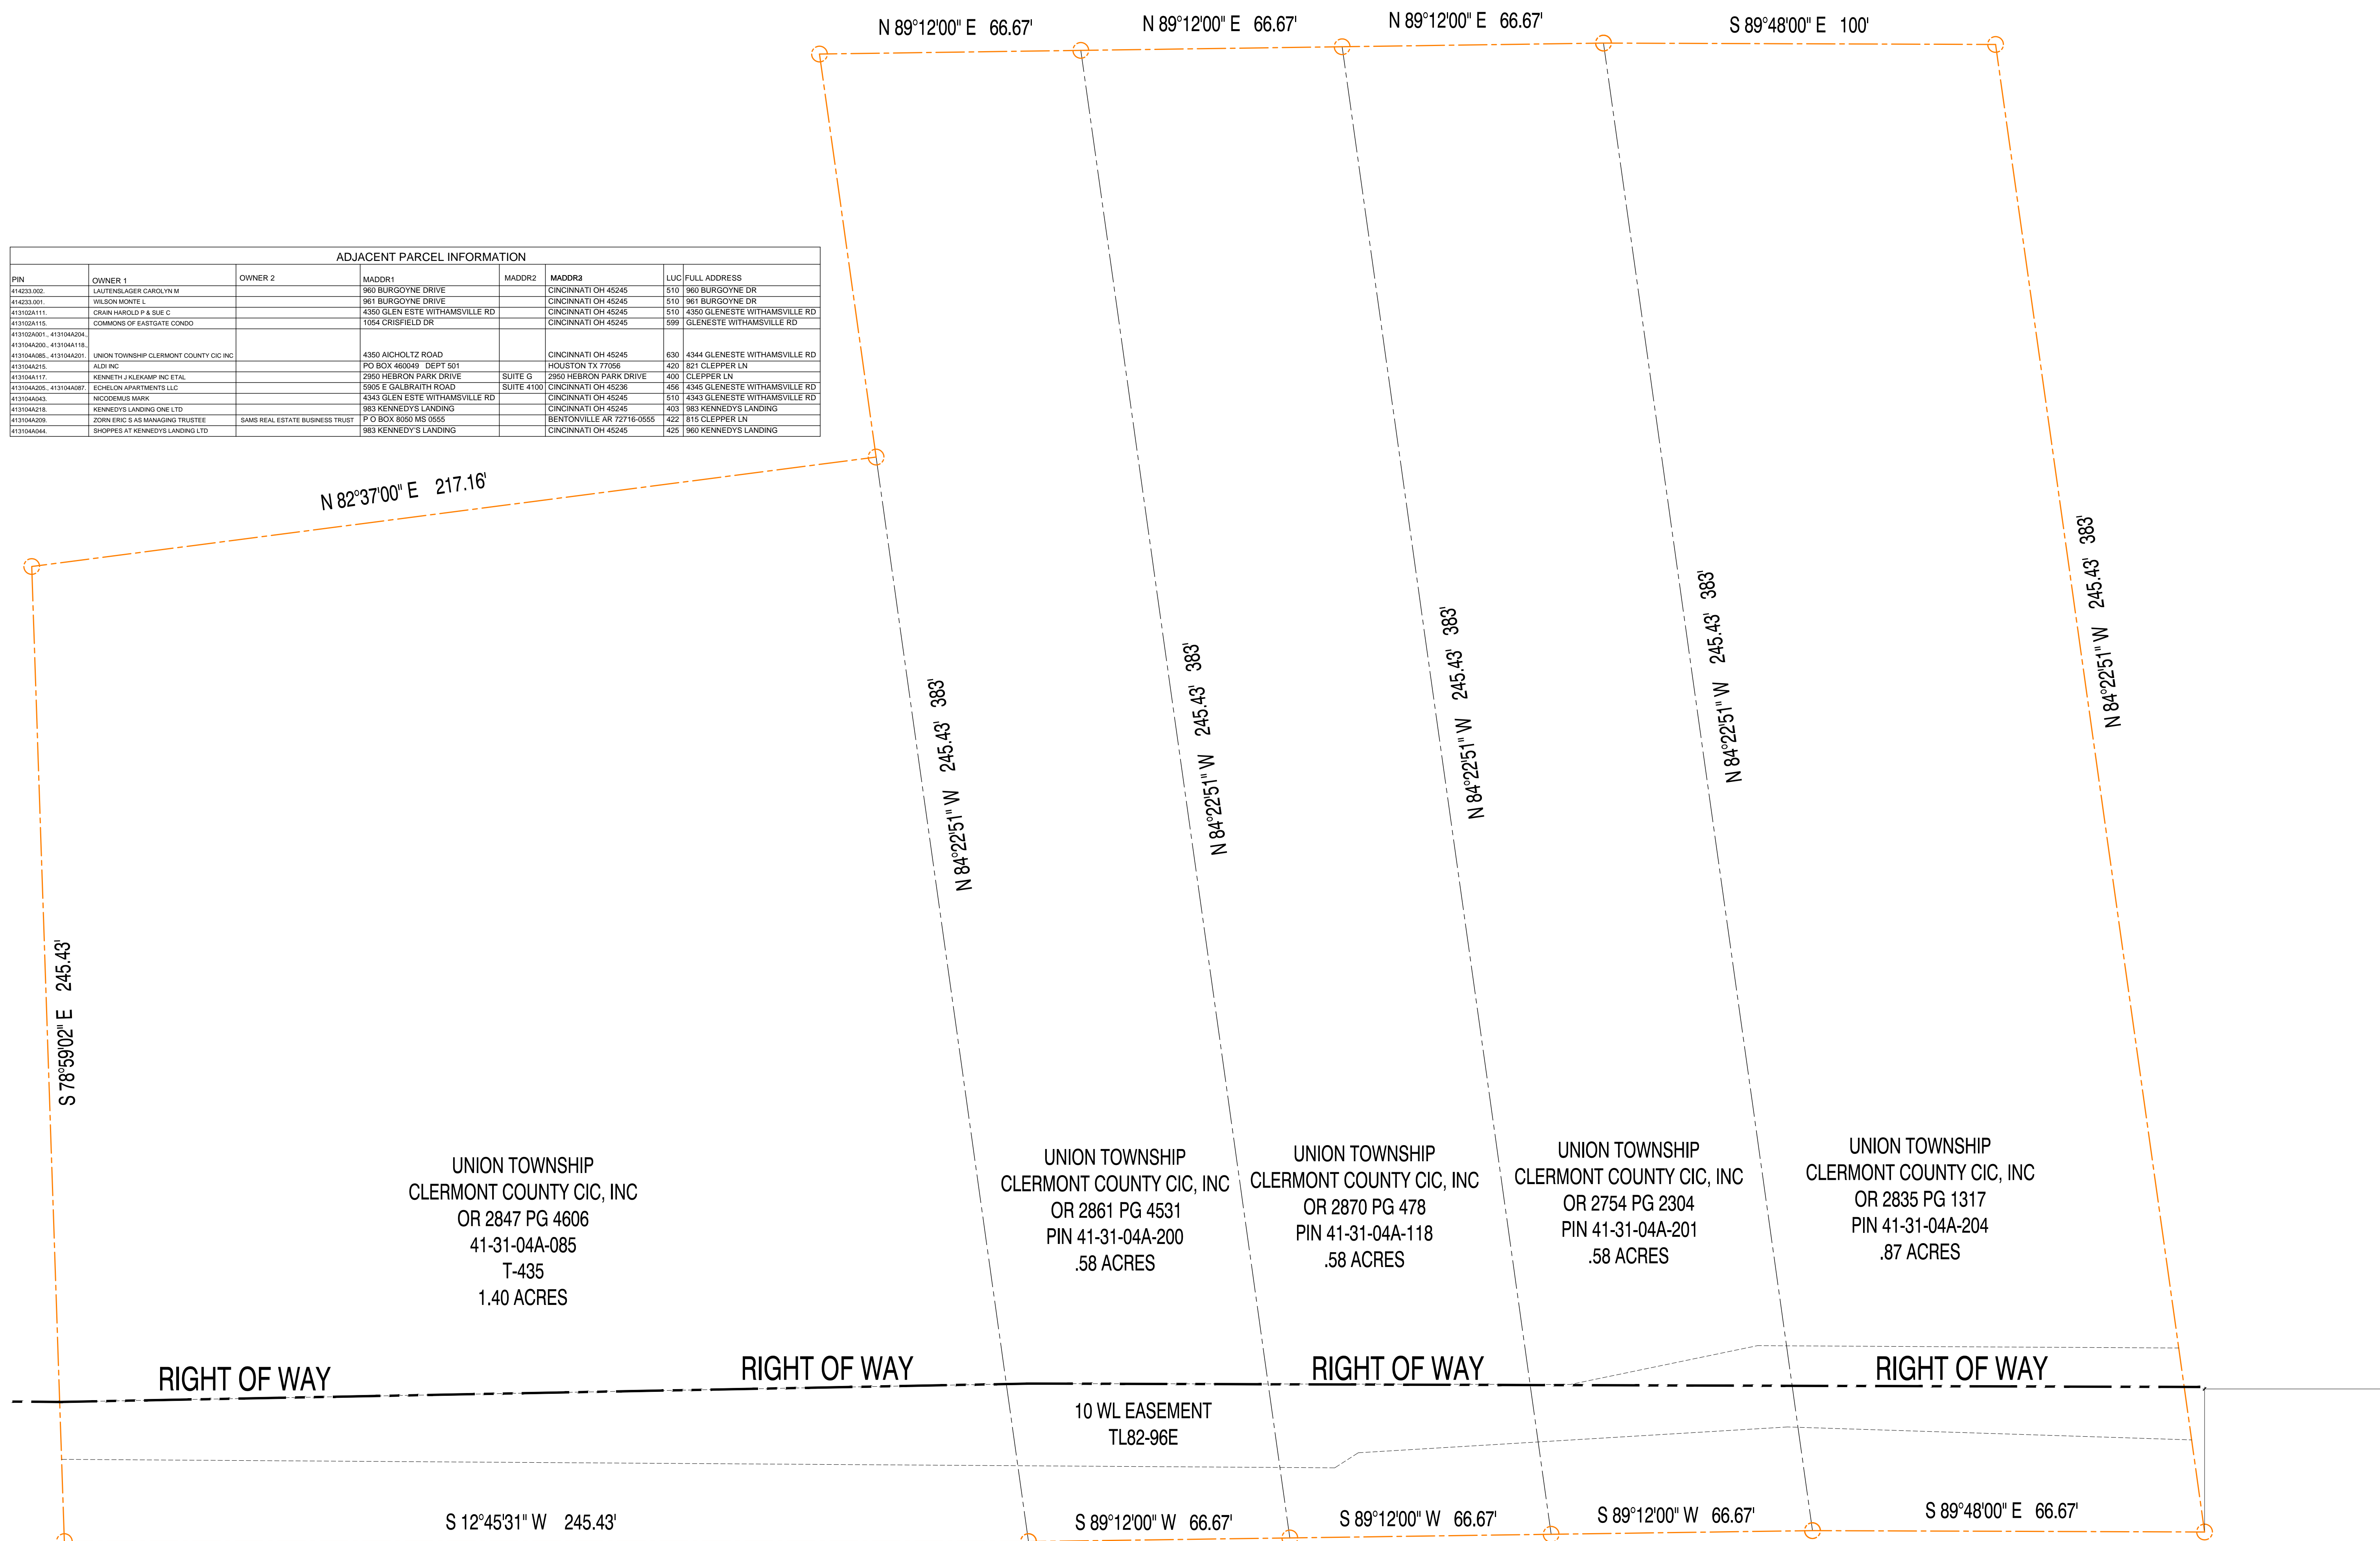 N 89°12'00" E 66.67'
N 89°12'00" E 66.67'
N 89°12'00" E 66.67'
S 89°48'00" E 100'
ADJACENT PARCEL INFORMATION
PIN OWNER 1 OWNER 2 MADDR1 MADDR2 MADDR3 LUC FULL ADDRESS
414233.002. LAUTENSLAGER CAROLYN M 960 BURGOYNE DRIVE CINCINNATI OH 45245 510 960 BURGOYNE DR
414233.001. WILSON MONTE L 961 BURGOYNE DRIVE CINCINNATI OH 45245 510 961 BURGOYNE DR
413102A111. CRAIN HAROLD P & SUE C 4350 GLEN ESTE WITHAMSVILLE RD CINCINNATI OH 45245 510 4350 GLENESTE WITHAMSVILLE RD
413102A115. COMMONS OF EASTGATE CONDO 1054 CRISFIELD DR CINCINNATI OH 45245 599 GLENESTE WITHAMSVILLE RD
413102A001., 413104A204.,
413104A200., 413104A118.,
413104A085., 413104A201. UNION TOWNSHIP CLERMONT COUNTY CIC INC 4350 AICHOLTZ ROAD CINCINNATI OH 45245 630 4344 GLENESTE WITHAMSVILLE RD
413104A215. ALDI INC PO BOX 460049 DEPT 501 HOUSTON TX 77056 420 821 CLEPPER LN
413104A117. KENNETH J KLEKAMP INC ETAL 2950 HEBRON PARK DRIVE SUITE G 2950 HEBRON PARK DRIVE 400 CLEPPER LN
413104A205., 413104A087. ECHELON APARTMENTS LLC 5905 E GALBRAITH ROAD SUITE 4100 CINCINNATI OH 45236 456 4345 GLENESTE WITHAMSVILLE RD
413104A043. NICODEMUS MARK 4343 GLEN ESTE WITHAMSVILLE RD CINCINNATI OH 45245 510 4343 GLENESTE WITHAMSVILLE RD
413104A218. KENNEDYS LANDING ONE LTD 983 KENNEDYS LANDING CINCINNATI OH 45245 403 983 KENNEDYS LANDING
413104A209. ZORN ERIC S AS MANAGING TRUSTEE SAMS REAL ESTATE BUSINESS TRUST P O BOX 8050 MS 0555 BENTONVILLE AR 72716-0555 422 815 CLEPPER LN
413104A044. SHOPPES AT KENNEDYS LANDING LTD 983 KENNEDY'S LANDING CINCINNATI OH 45245 425 960 KENNEDYS LANDING
N 82°37'00" E 217.16'
S 78°59'02" E 245.43'
N 84°22'51" W 245.43' 383'
N 84°22'51" W 245.43' 383'
N 84°22'51" W 245.43' 383'
N 84°22'51" W 245.43' 383'
N 84°22'51" W 245.43' 383'
UNION TOWNSHIP
CLERMONT COUNTY CIC, INC
OR 2847 PG 4606
41-31-04A-085
T-435
1.40 ACRES
UNION TOWNSHIP
CLERMONT COUNTY CIC, INC
OR 2861 PG 4531
PIN 41-31-04A-200
.58 ACRES
UNION TOWNSHIP
CLERMONT COUNTY CIC, INC
OR 2870 PG 478
PIN 41-31-04A-118
.58 ACRES
UNION TOWNSHIP
CLERMONT COUNTY CIC, INC
OR 2754 PG 2304
PIN 41-31-04A-201
.58 ACRES
UNION TOWNSHIP
CLERMONT COUNTY CIC, INC
OR 2835 PG 1317
PIN 41-31-04A-204
.87 ACRES
RIGHT OF WAY
RIGHT OF WAY
RIGHT OF WAY
RIGHT OF WAY
10 WL EASEMENT
TL82-96E
S 12°45'31" W 245.43'
S 89°12'00" W 66.67'
S 89°12'00" W 66.67'
S 89°12'00" W 66.67'
S 89°48'00" E 66.67'